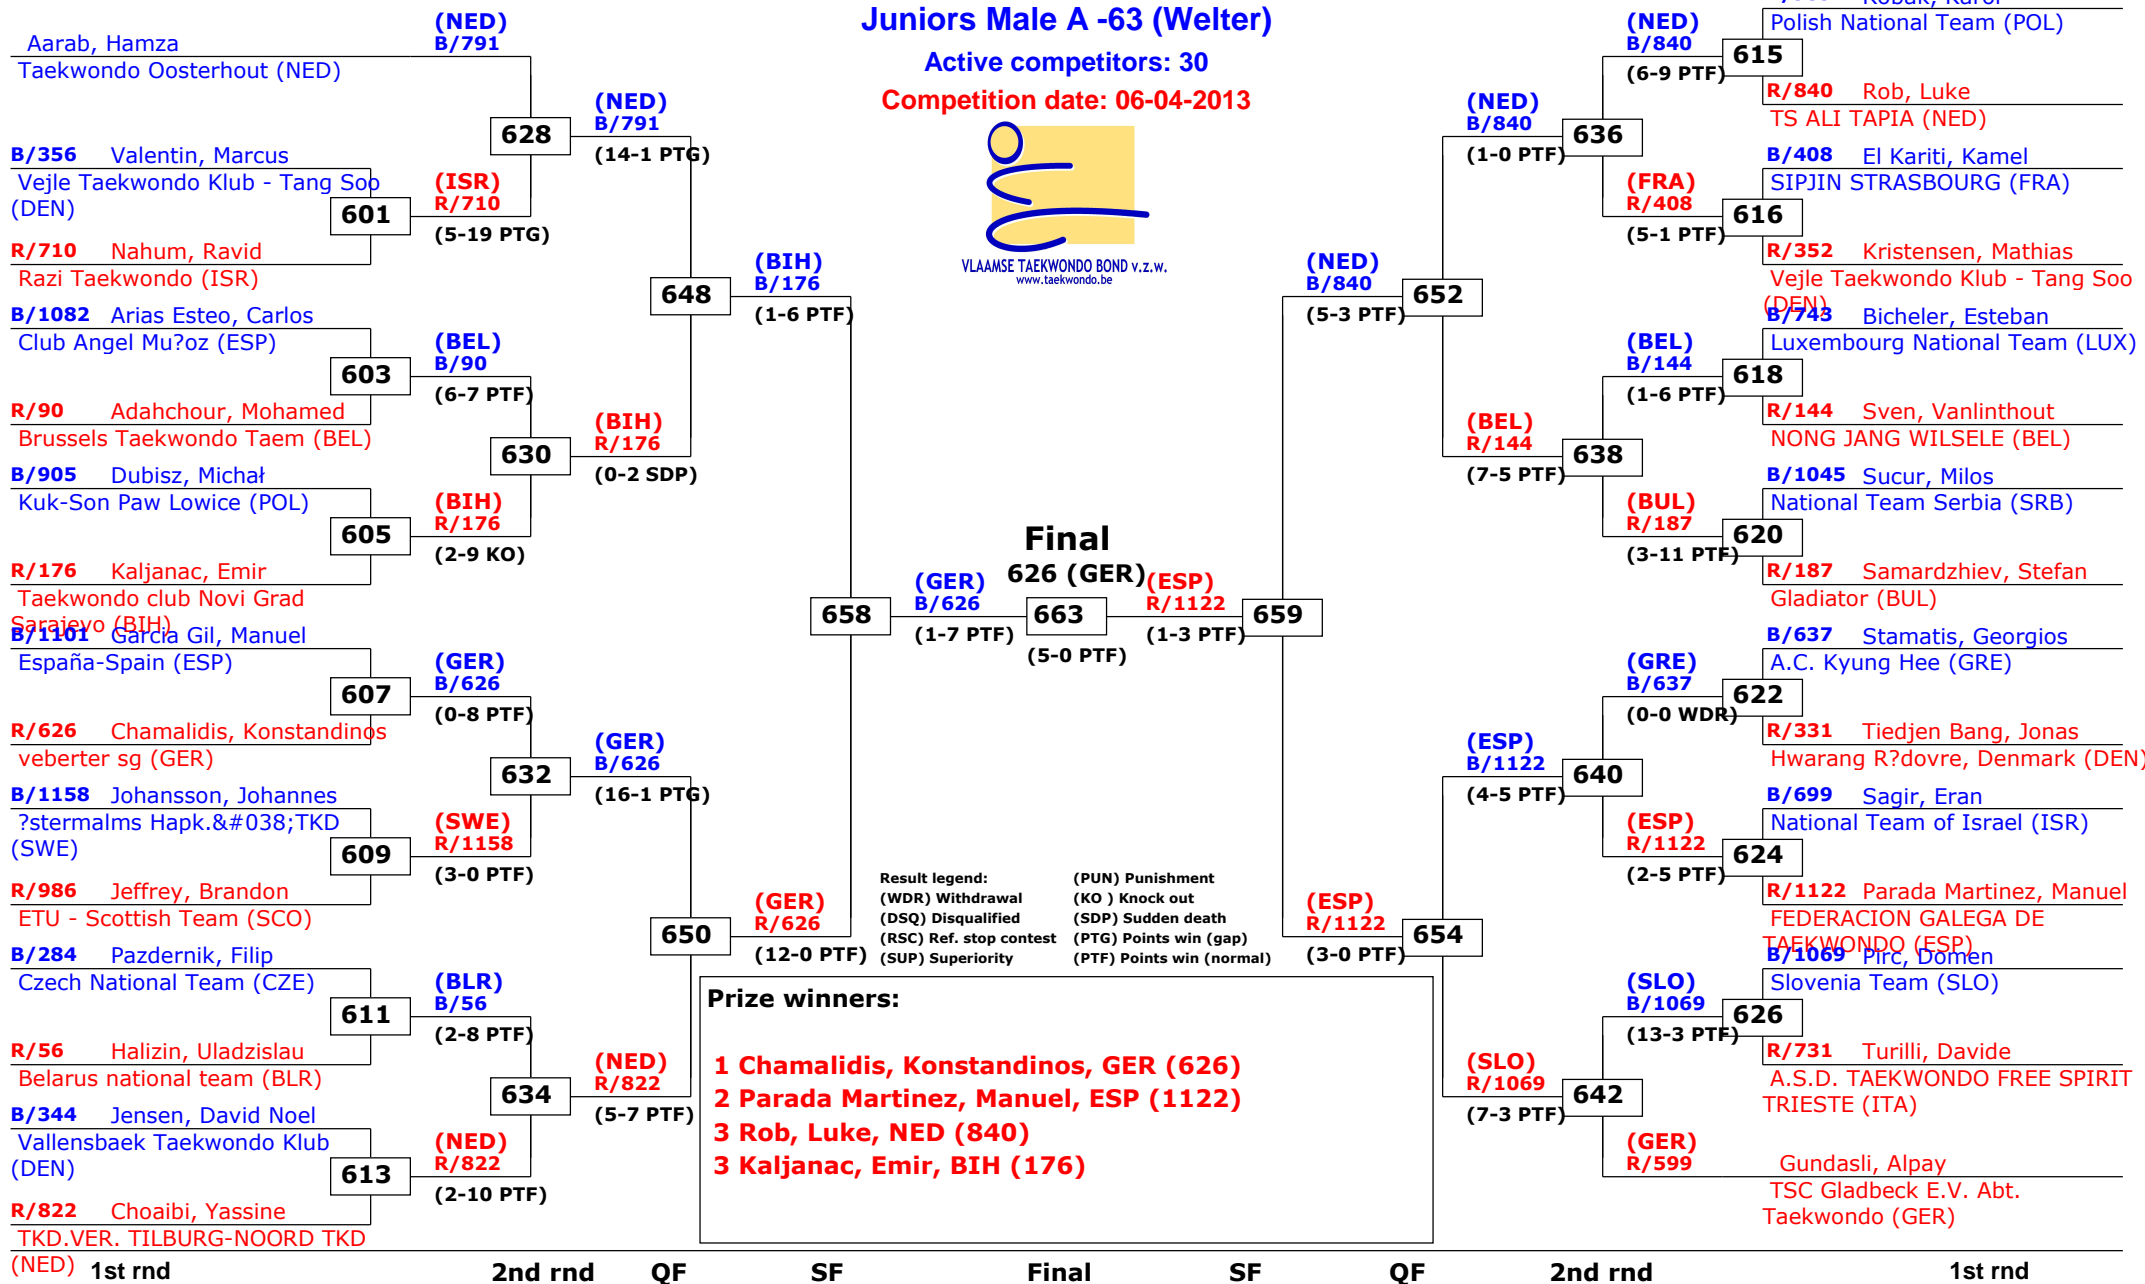 Juniors Male A -63 (Welter)
Active competitors: 30
Competition date: 06-04-2013
VLAAMSE TAEKWONDO BOND v.z.w.
www.taekwondo.be
Aarab, Hamza
Taekwondo Oosterhout (NED)
B/356 Valentin, Marcus
Vejle Taekwondo Klub - Tang Soo
(DEN)
601
R/710 Nahum, Ravid
Razi Taekwondo (ISR)
B/1082 Arias Esteo, Carlos
Club Angel Mu?oz (ESP)
603
R/90 Adahchour, Mohamed
Brussels Taekwondo Taem (BEL)
B/905 Dubisz, Michał
Kuk-Son Paw Lowice (POL)
605
R/176 Kaljanac, Emir
Taekwondo club Novi Grad
Sarajevo (BIH)
B/1101 Garcia Gil, Manuel
España-Spain (ESP)
607
R/626 Chamalidis, Konstandinos
veberter sg (GER)
B/1158 Johansson, Johannes
?stermalms Hapk.&#038;TKD
(SWE)
609
R/986 Jeffrey, Brandon
ETU - Scottish Team (SCO)
B/284 Pazdernik, Filip
Czech National Team (CZE)
611
R/56 Halizin, Uladzislau
Belarus national team (BLR)
B/344 Jensen, David Noel
Vallensbaek Taekwondo Klub
(DEN)
613
R/822 Choaibi, Yassine
TKD.VER. TILBURG-NOORD TKD
(NED)
(NED)
B/791
628
(ISR)
R/710
(5-19 PTG)
(BEL)
B/90
(6-7 PTF)
630
(BIH)
R/176
(2-9 KO)
(GER)
B/626
(0-8 PTF)
632
(SWE)
R/1158
(3-0 PTF)
(BLR)
B/56
(2-8 PTF)
634
(NED)
R/822
(2-10 PTF)
(NED)
B/791
(14-1 PTG)
648
(BIH)
R/176
(0-2 SDP)
(GER)
B/626
(16-1 PTG)
650
(NED)
R/822
(5-7 PTF)
(BIH)
B/176
(1-6 PTF)
658
(GER)
R/626
(12-0 PTF)
Final
626 (GER)
(GER)
B/626
(1-7 PTF)
663
(5-0 PTF)
(ESP)
R/1122
(1-3 PTF)
659
(NED)
B/840
(5-3 PTF)
652
(ESP)
R/1122
(3-0 PTF)
654
(NED)
B/840
(1-0 PTF)
636
(BEL)
R/144
(7-5 PTF)
638
(ESP)
B/1122
(4-5 PTF)
640
(SLO)
R/1069
(7-3 PTF)
642
(NED)
B/840
(6-9 PTF)
615
(FRA)
R/408
(5-1 PTF)
616
(BEL)
B/144
(1-6 PTF)
618
(BUL)
R/187
(3-11 PTF)
620
(GRE)
B/637
(0-0 WDR)
622
(ESP)
R/1122
(2-5 PTF)
624
(SLO)
B/1069
(13-3 PTF)
626
(GER)
R/599
Polish National Team (POL)
R/840 Rob, Luke
TS ALI TAPIA (NED)
B/408 El Kariti, Kamel
SIPJIN STRASBOURG (FRA)
R/352 Kristensen, Mathias
Vejle Taekwondo Klub - Tang Soo
(DEN)
B/743 Bicheler, Esteban
Luxembourg National Team (LUX)
R/144 Sven, Vanlinthout
NONG JANG WILSELE (BEL)
B/1045 Sucur, Milos
National Team Serbia (SRB)
R/187 Samardzhiev, Stefan
Gladiator (BUL)
B/637 Stamatis, Georgios
A.C. Kyung Hee (GRE)
R/331 Tiedjen Bang, Jonas
Hwarang R?dovre, Denmark (DEN)
B/699 Sagir, Eran
National Team of Israel (ISR)
R/1122 Parada Martinez, Manuel
FEDERACION GALEGA DE
TAEKWONDO (ESP)
B/1069 Pirc, Domen
Slovenia Team (SLO)
R/731 Turilli, Davide
A.S.D. TAEKWONDO FREE SPIRIT
TRIESTE (ITA)
Gundasli, Alpay
TSC Gladbeck E.V. Abt.
Taekwondo (GER)
Result legend:
(WDR) Withdrawal
(DSQ) Disqualified
(RSC) Ref. stop contest
(SUP) Superiority
(PUN) Punishment
(KO ) Knock out
(SDP) Sudden death
(PTG) Points win (gap)
(PTF) Points win (normal)
Prize winners:
1 Chamalidis, Konstandinos, GER (626)
2 Parada Martinez, Manuel, ESP (1122)
3 Rob, Luke, NED (840)
3 Kaljanac, Emir, BIH (176)
1st rnd 2nd rnd QF SF Final SF QF 2nd rnd 1st rnd